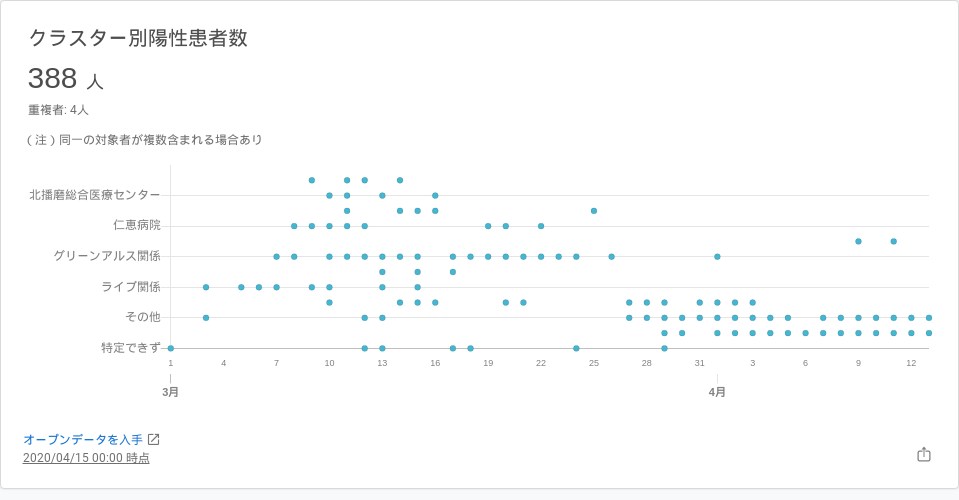 クラスター別陽性患者数
388 人
重複者: 4人
（注）同一の対象者が複数含まれる場合あり
北播磨総合医療センター
仁恵病院
グリーンアルス関係
ライブ関係
その他
特定できず
1 4 7 10 13 16 19 22 25 28 31 3 6 9 12
3月 4月
オープンデータを入手
2020/04/15 00:00 時点